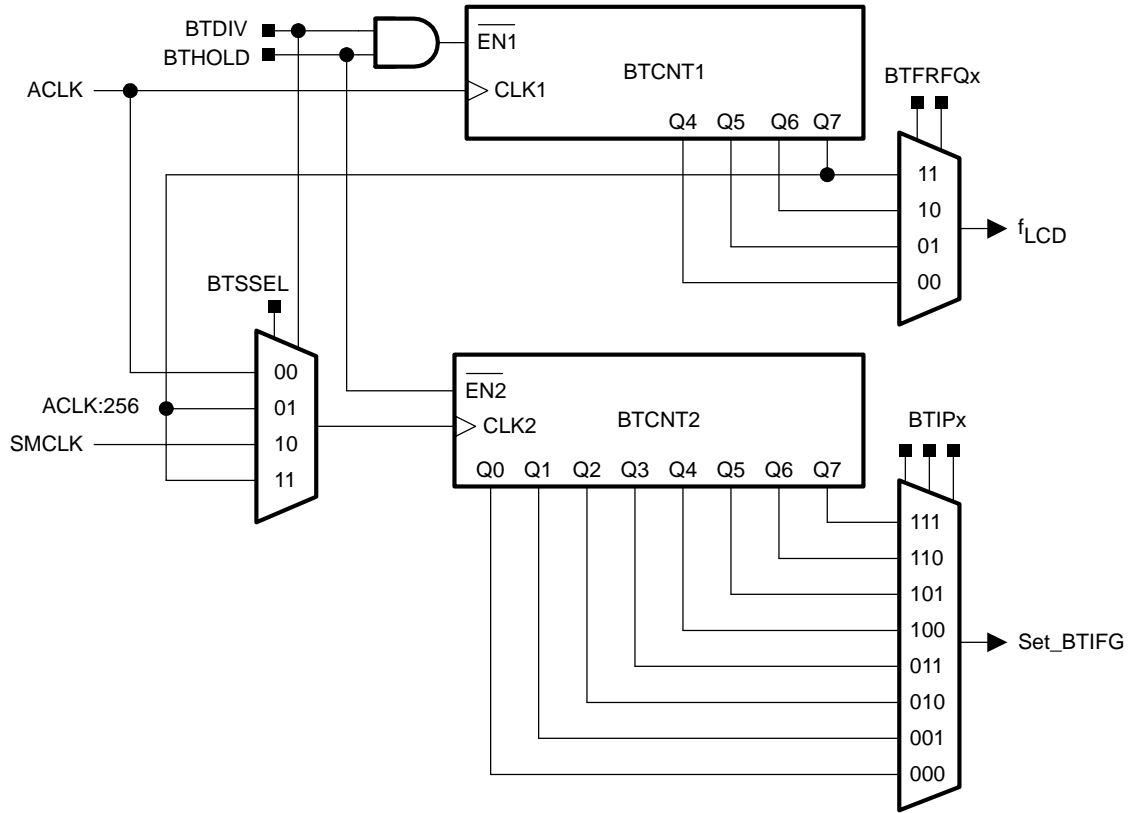 BTDIV
BTHOLD
ACLK
EN1
CLK1
BTCNT1
Q4 Q5 Q6 Q7
BTFRFQx
11
10
01
00
fLCD
BTSSEL
00
01
10
11
ACLK:256
SMCLK
EN2
CLK2
BTCNT2
Q0 Q1 Q2 Q3 Q4 Q5 Q6 Q7
BTIPx
111
110
101
100
011
010
001
000
Set_BTIFG